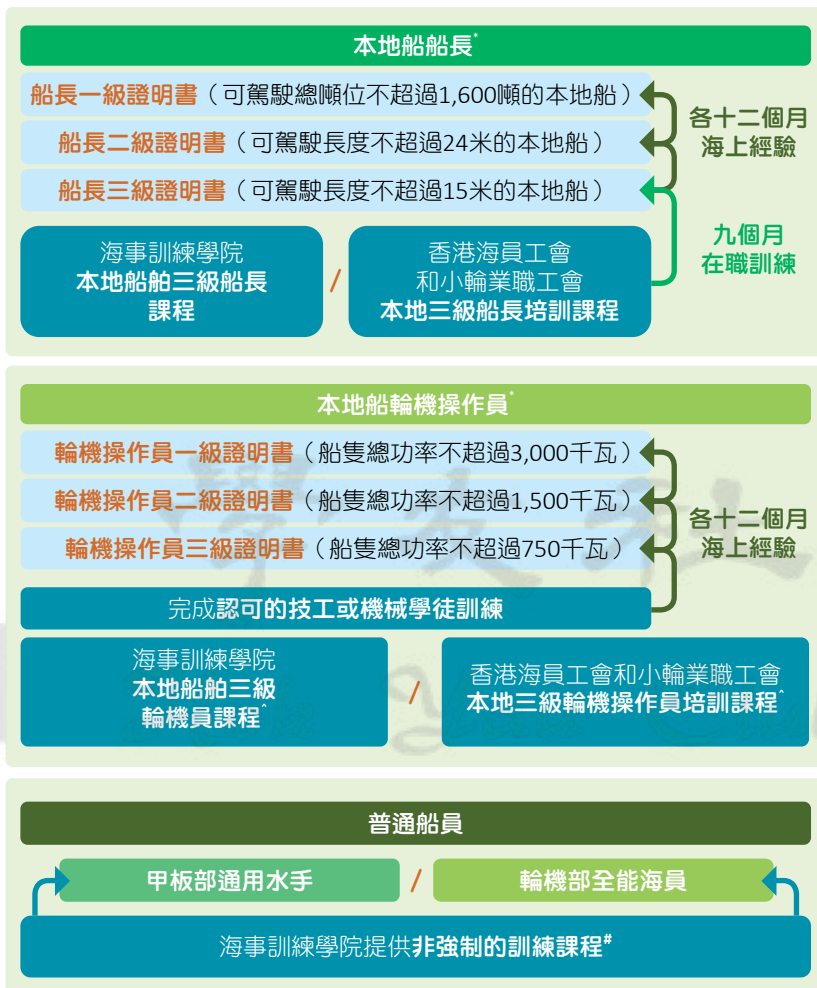 本地船船長*
船長一級證明書（可駕駛總噸位不超過1,600噸的本地船）
船長二級證明書（可駕駛長度不超過24米的本地船）
船長三級證明書（可駕駛長度不超過15米的本地船）
各十二個月
海上經驗
九個月
在職訓練
海事訓練學院
本地船舶三級船長
課程
/
香港海員工會
和小輪業職工會
本地三級船長培訓課程
本地船輪機操作員*
輪機操作員一級證明書（船隻總功率不超過3,000千瓦）
輪機操作員二級證明書（船隻總功率不超過1,500千瓦）
輪機操作員三級證明書（船隻總功率不超過750千瓦）
各十二個月
海上經驗
完成認可的技工或機械學徒訓練
海事訓練學院
本地船舶三級
輪機員課程^
/
香港海員工會和小輪業職工會
本地三級輪機操作員培訓課程^
普通船員
甲板部通用水手
/
輪機部全能海員
海事訓練學院提供非強制的訓練課程#
學友社